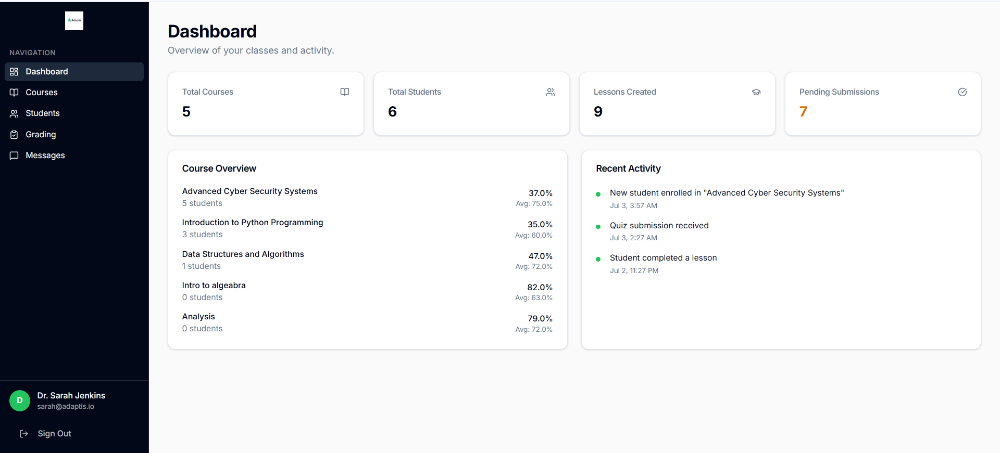 Adaptis
NAVIGATION
Dashboard
Courses
Students
Grading
Messages
Dr. Sarah Jenkins
D
sarah@adaptis.io
Sign Out
Dashboard
Overview of your classes and activity.
Total Courses
5
Total Students
6
Lessons Created
9
Pending Submissions
7
Course Overview
Advanced Cyber Security Systems
5 students
37.0%
Avg: 75.0%
Introduction to Python Programming
3 students
35.0%
Avg: 60.0%
Data Structures and Algorithms
1 students
47.0%
Avg: 72.0%
Intro to algeabra
0 students
82.0%
Avg: 63.0%
Analysis
0 students
79.0%
Avg: 72.0%
Recent Activity
New student enrolled in "Advanced Cyber Security Systems"
Jul 3, 3:57 AM
Quiz submission received
Jul 3, 2:27 AM
Student completed a lesson
Jul 2, 11:27 PM